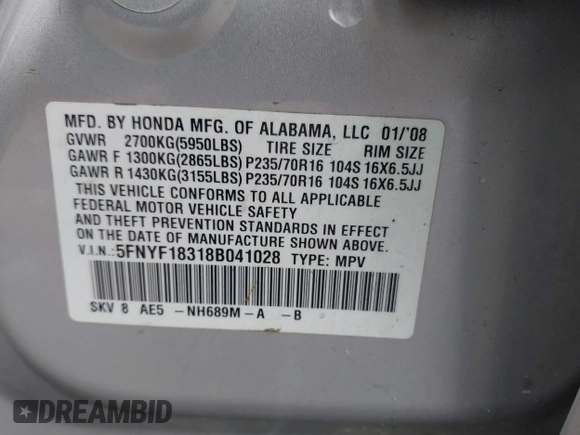 MFD. BY HONDA MFG. OF ALABAMA, LLC 01/'08
GVWR 2700KG(5950LBS) TIRE SIZE RIM SIZE
GAWR F 1300KG(2865LBS) P235/70R16 104S 16X6.5JJ
GAWR R 1430KG(3155LBS) P235/70R16 104S 16X6.5JJ
THIS VEHICLE CONFORMS TO ALL APPLICABLE
FEDERAL MOTOR VEHICLE SAFETY
AND THEFT PREVENTION STANDARDS IN EFFECT
ON THE DATE OF MANUFACTURE SHOWN ABOVE.
V.I.N.:5FNYF18318B041028 TYPE: MPV
SKV 8 AE5 -NH689M-A -B
DREAMBID